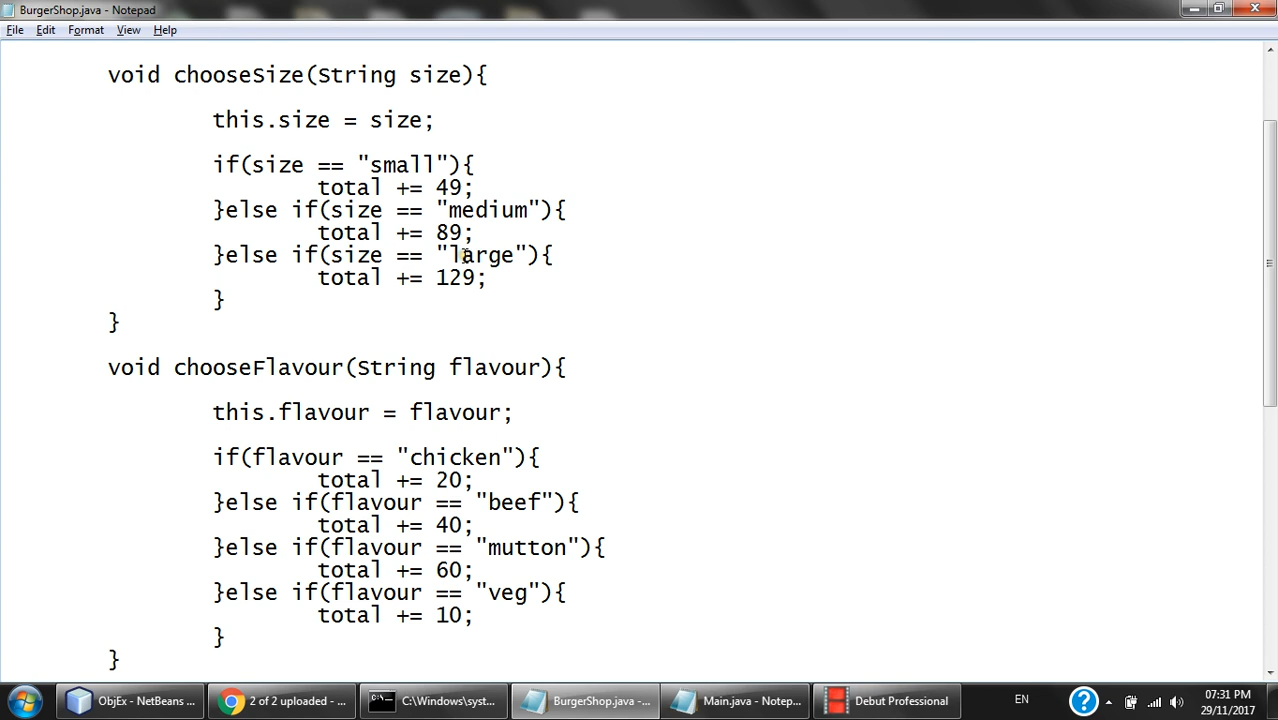 BurgerShop.java - Notepad
File Edit Format View Help
void chooseSize(String size){
this.size = size;
if(size == "small"){
total += 49;
}else if(size == "medium"){
total += 89;
}else if(size == "large"){
total += 129;
}
}
void chooseFlavour(String flavour){
this.flavour = flavour;
if(flavour == "chicken"){
total += 20;
}else if(flavour == "beef"){
total += 40;
}else if(flavour == "mutton"){
total += 60;
}else if(flavour == "veg"){
total += 10;
}
}
ObjEx - NetBeans ... 2 of 2 uploaded - ... C:\Windows\syst... BurgerShop.java -... Main.java - Notep... Debut Professional EN 07:31 PM
29/11/2017